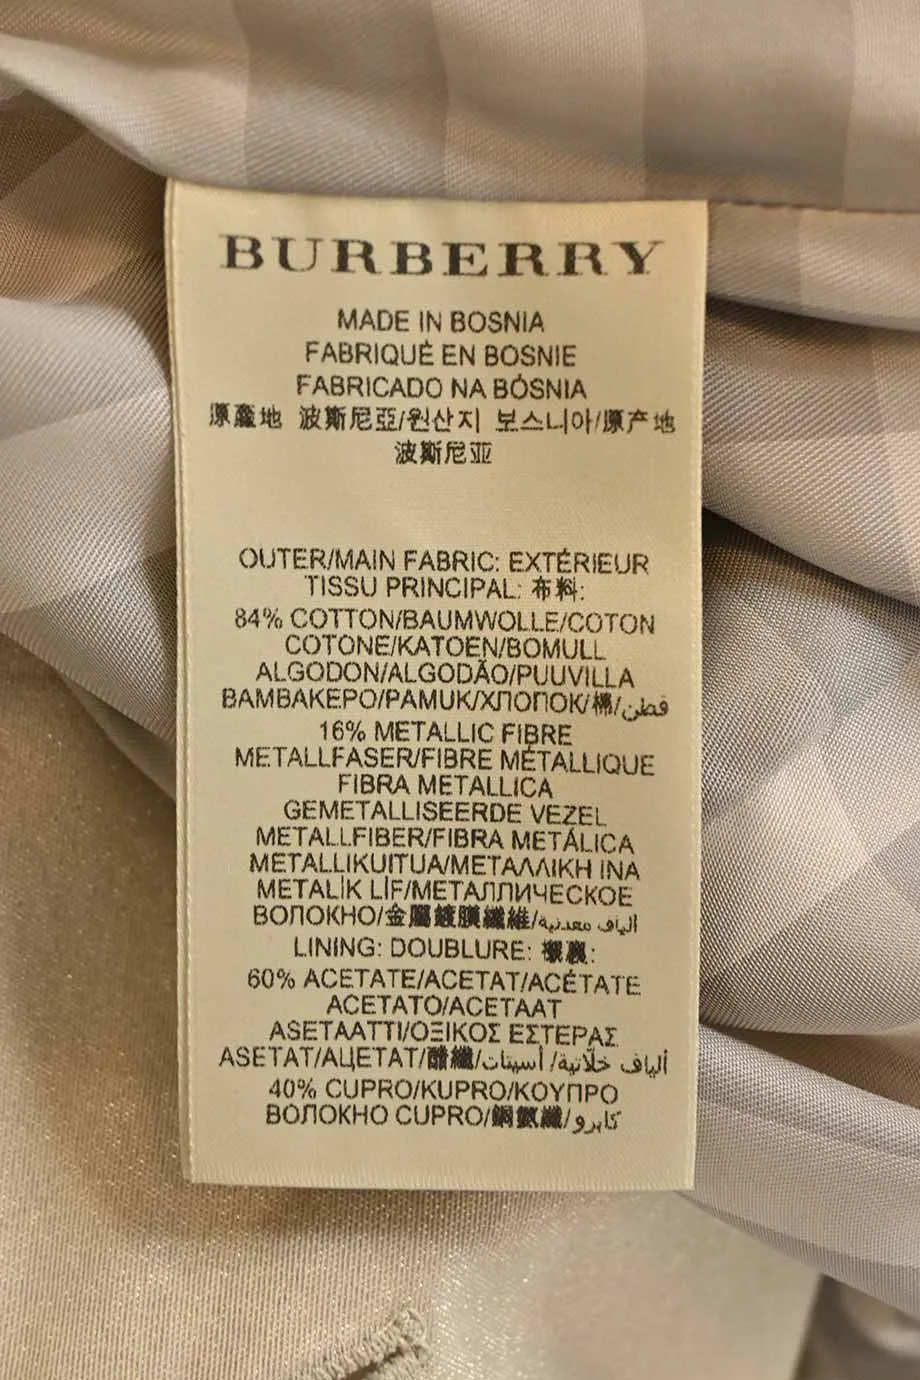 BURBERRY
MADE IN BOSNIA
FABRIQUÉ EN BOSNIE
FABRICADO NA BÓSNIA
原產地 波斯尼亞/원산지 보스니아/原产地
波斯尼亚
OUTER/MAIN FABRIC: EXTÉRIEUR
TISSU PRINCIPAL: 布料:
84% COTTON/BAUMWOLLE/COTON
COTONE/KATOEN/BOMULL
ALGODON/ALGODÃO/PUUVILLA
ΒΑΜΒΑΚΕΡΟ/PAMUK/ХЛОПОК/棉/قطن
16% METALLIC FIBRE
METALLFASER/FIBRE MÉTALLIQUE
FIBRA METALLICA
GEMETALLISEERDE VEZEL
METALLFIBER/FIBRA METÁLICA
METALLIKUITUA/ΜΕΤΑΛΛΙΚΗ ΙΝΑ
METALİK LİF/МЕТАЛЛИЧЕСКОЕ
ВОЛОКНО/金屬鍍膜纖維/الياف معدنية
LINING: DOUBLURE: 襯裏:
60% ACETATE/ACETAT/ACÉTATE
ACETATO/ACETAAT
ASETAATTI/ΟΞΙΚΟΣ ΕΣΤΕΡΑΣ
ASETAT/АЦЕТАТ/醋纖/ألياف خلّاتية/ أسيتات
40% CUPRO/KUPRO/ΚΟΥΠΡΟ
ВОЛОКНО CUPRO/銅氨纖/كابرو